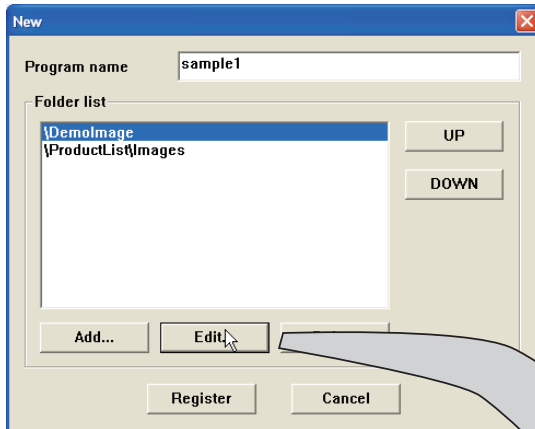 New
Program name
sample1
Folder list
\DemoImage
\ProductList\Images
UP
DOWN
Add...
Edit.
Register
Cancel